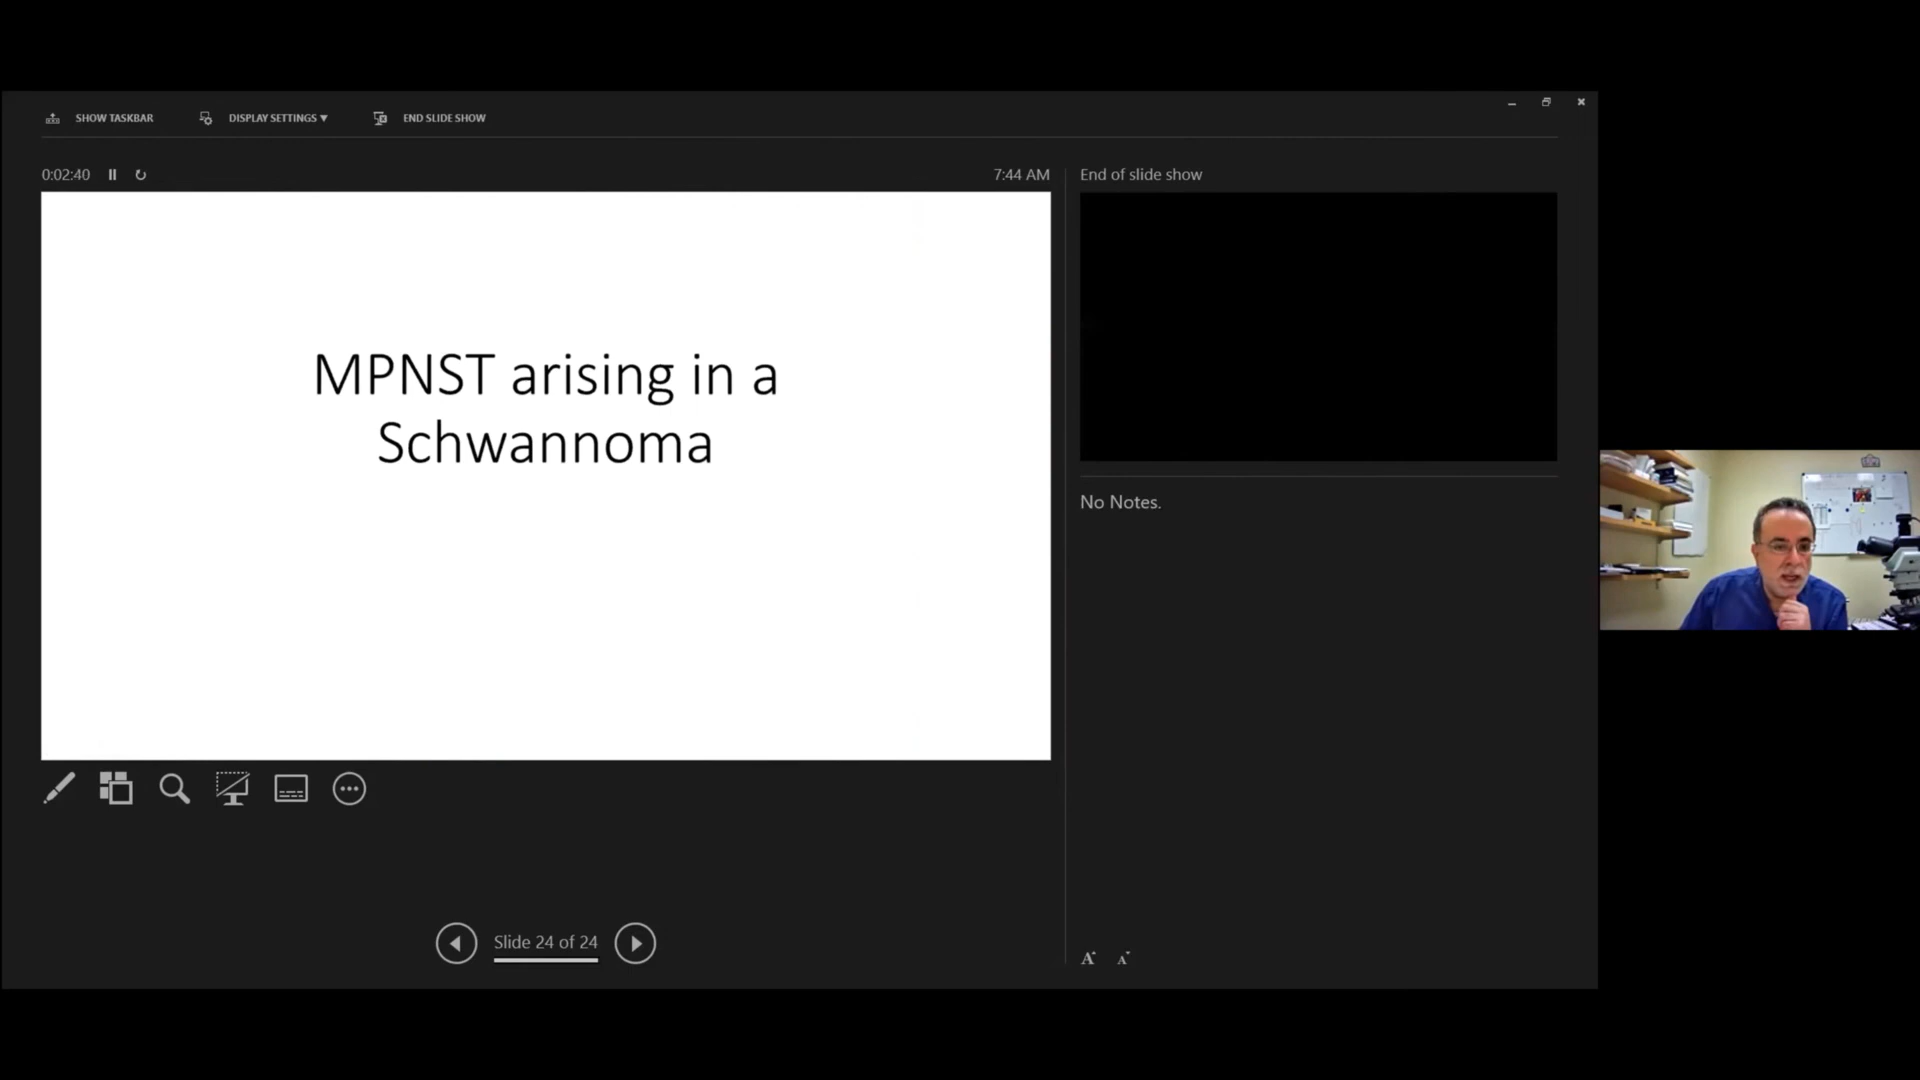 SHOW TASKBAR DISPLAY SETTINGS ▼ END SLIDE SHOW
0:02:40 7:44 AM
MPNST arising in a
Schwannoma
Slide 24 of 24
End of slide show
No Notes.
A A